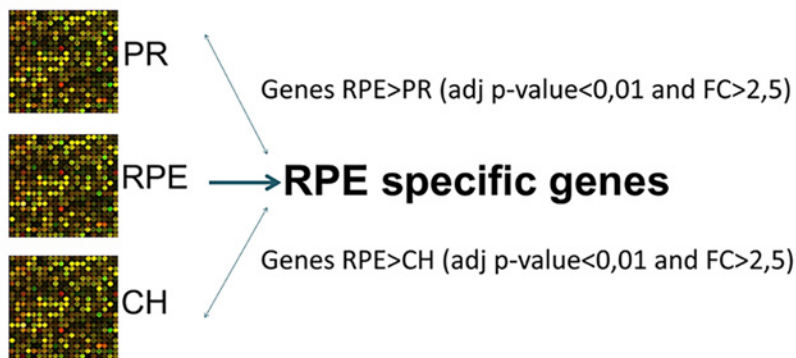 PR
Genes RPE>PR (adj p-value<0,01 and FC>2,5)
RPE
RPE specific genes
Genes RPE>CH (adj p-value<0,01 and FC>2,5)
CH